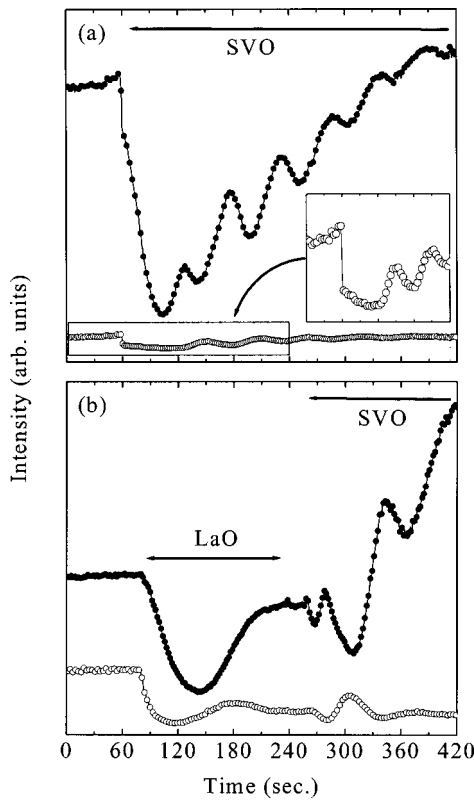 (a)
SVO
Intensity (arb. units)
(b)
SVO
LaO
0 60 120 180 240 300 360 420
Time (sec.)